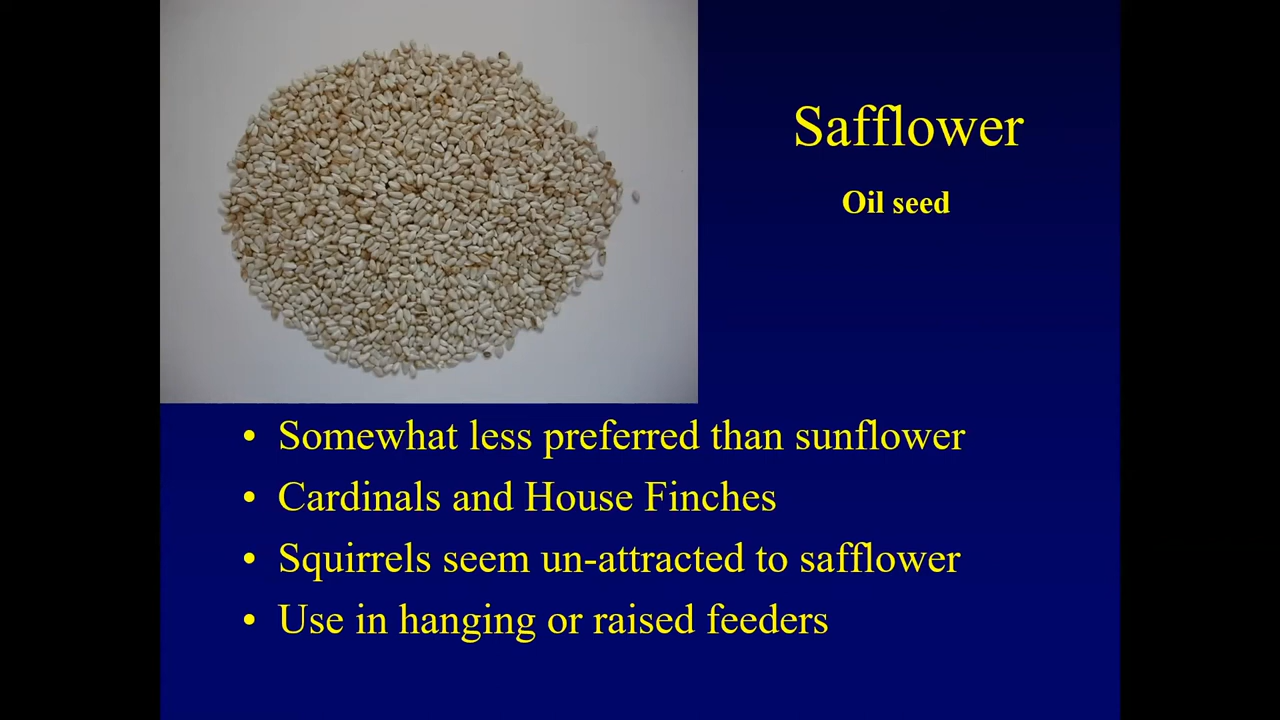 Safflower
Oil seed
• Somewhat less preferred than sunflower
• Cardinals and House Finches
• Squirrels seem un-attracted to safflower
• Use in hanging or raised feeders